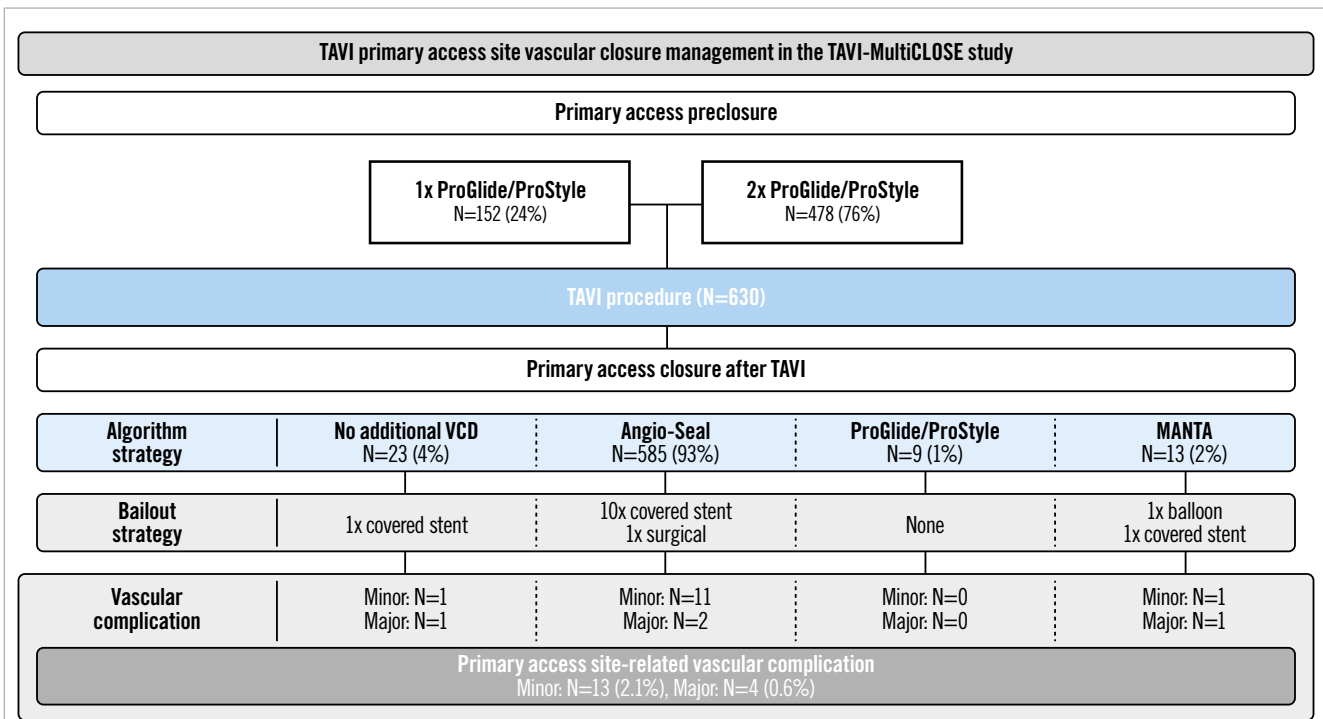 TAVI primary access site vascular closure management in the TAVI-MultiCLOSE study
Primary access preclosure
1x ProGlide/ProStyle
N=152 (24%)
2x ProGlide/ProStyle
N=478 (76%)
TAVI procedure (N=630)
Primary access closure after TAVI
Algorithm
strategy
No additional VCD
N=23 (4%)
Angio-Seal
N=585 (93%)
ProGlide/ProStyle
N=9 (1%)
MANTA
N=13 (2%)
Bailout
strategy
1x covered stent
10x covered stent
1x surgical
None
1x balloon
1x covered stent
Vascular
complication
Minor: N=1
Major: N=1
Minor: N=11
Major: N=2
Minor: N=0
Major: N=0
Minor: N=1
Major: N=1
Primary access site-related vascular complication
Minor: N=13 (2.1%), Major: N=4 (0.6%)